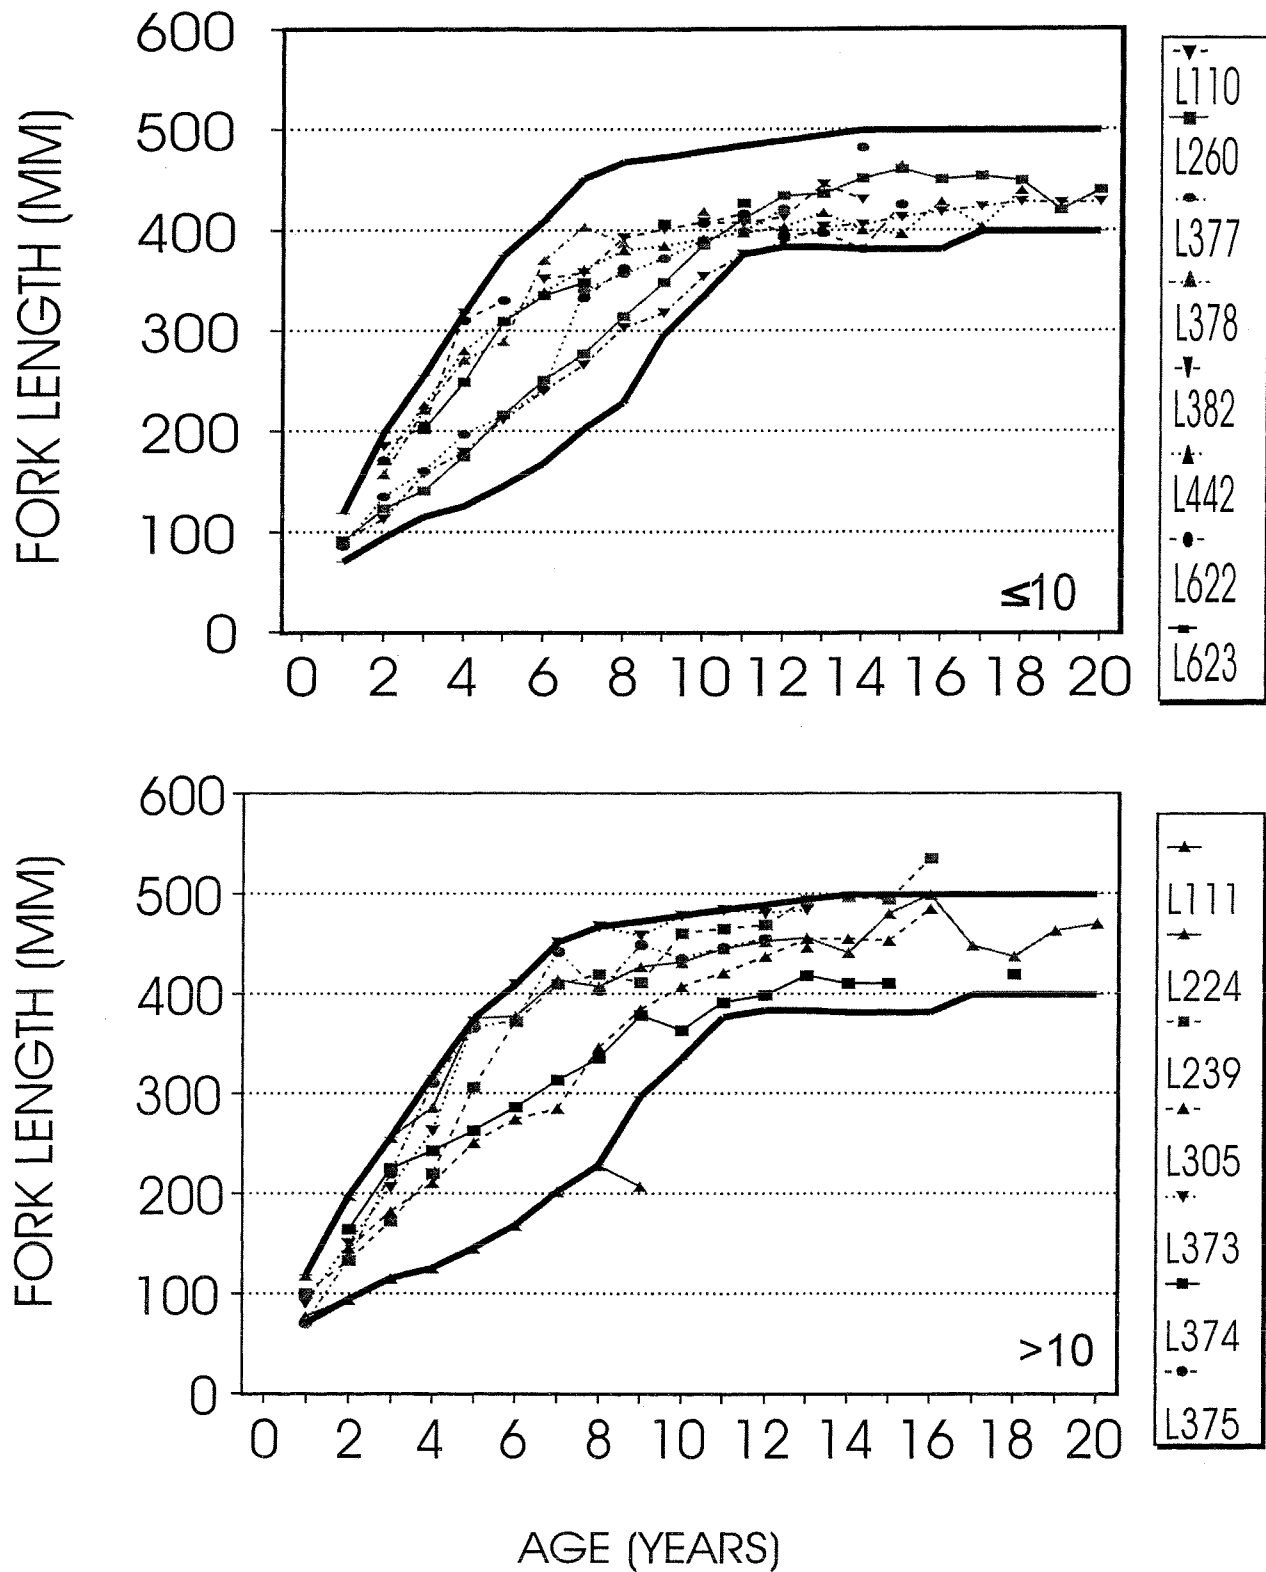 600
500
400
300
200
100
0
FORK LENGTH (MM)
≤10
0 2 4 6 8 10 12 14 16 18 20
L110
L260
L377
L378
L382
L442
L622
L623
600
500
400
300
200
100
0
FORK LENGTH (MM)
>10
0 2 4 6 8 10 12 14 16 18 20
L111
L224
L239
L305
L373
L374
L375
AGE (YEARS)